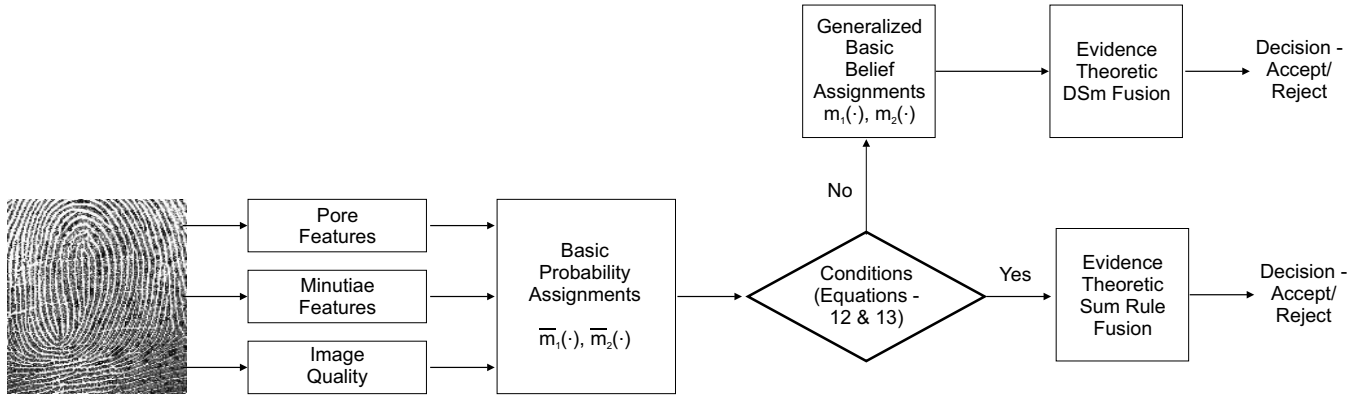 Pore
Features
Minutiae
Features
Image
Quality
Basic
Probability
Assignments
m̅₁(·), m̅₂(·)
Conditions
(Equations -
12 & 13)
No
Generalized
Basic
Belief
Assignments
m₁(·), m₂(·)
Evidence
Theoretic
DSm Fusion
Decision -
Accept/
Reject
Yes
Evidence
Theoretic
Sum Rule
Fusion
Decision -
Accept/
Reject